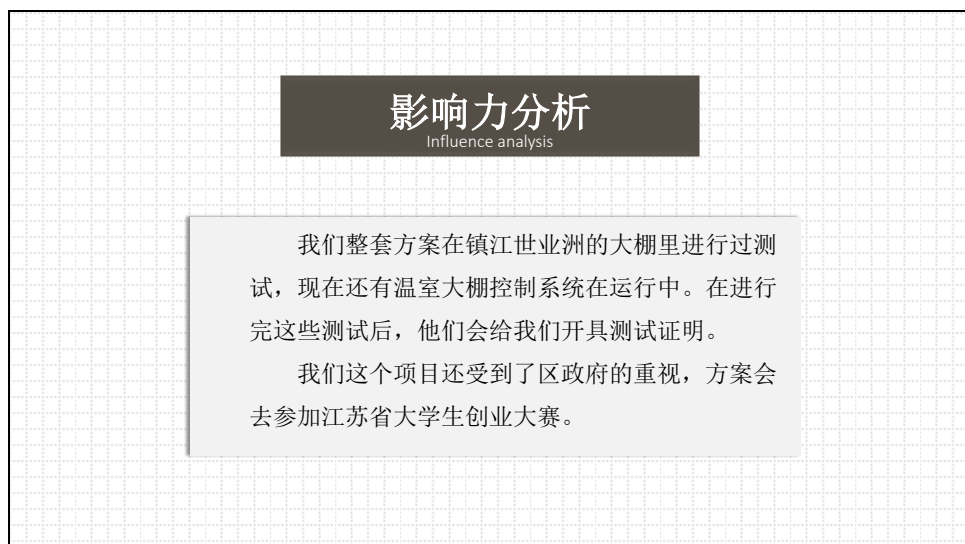 影响力分析
Influence analysis
我们整套方案在镇江世业洲的大棚里进行过测
试，现在还有温室大棚控制系统在运行中。在进行
完这些测试后，他们会给我们开具测试证明。
我们这个项目还受到了区政府的重视，方案会
去参加江苏省大学生创业大赛。